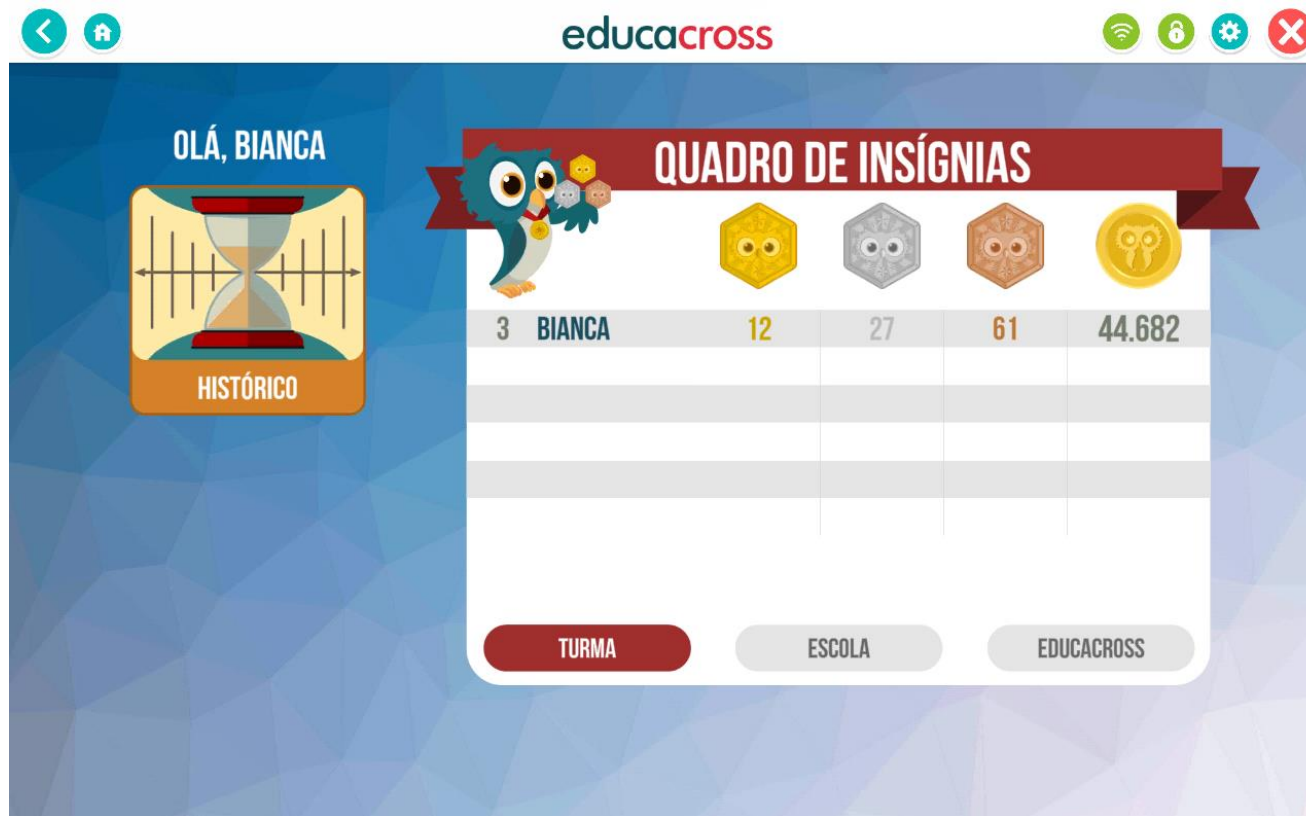 educacross
OLÁ, BIANCA
HISTÓRICO
QUADRO DE INSÍGNIAS
3 BIANCA 12 27 61 44.682
TURMA ESCOLA EDUCACROSS